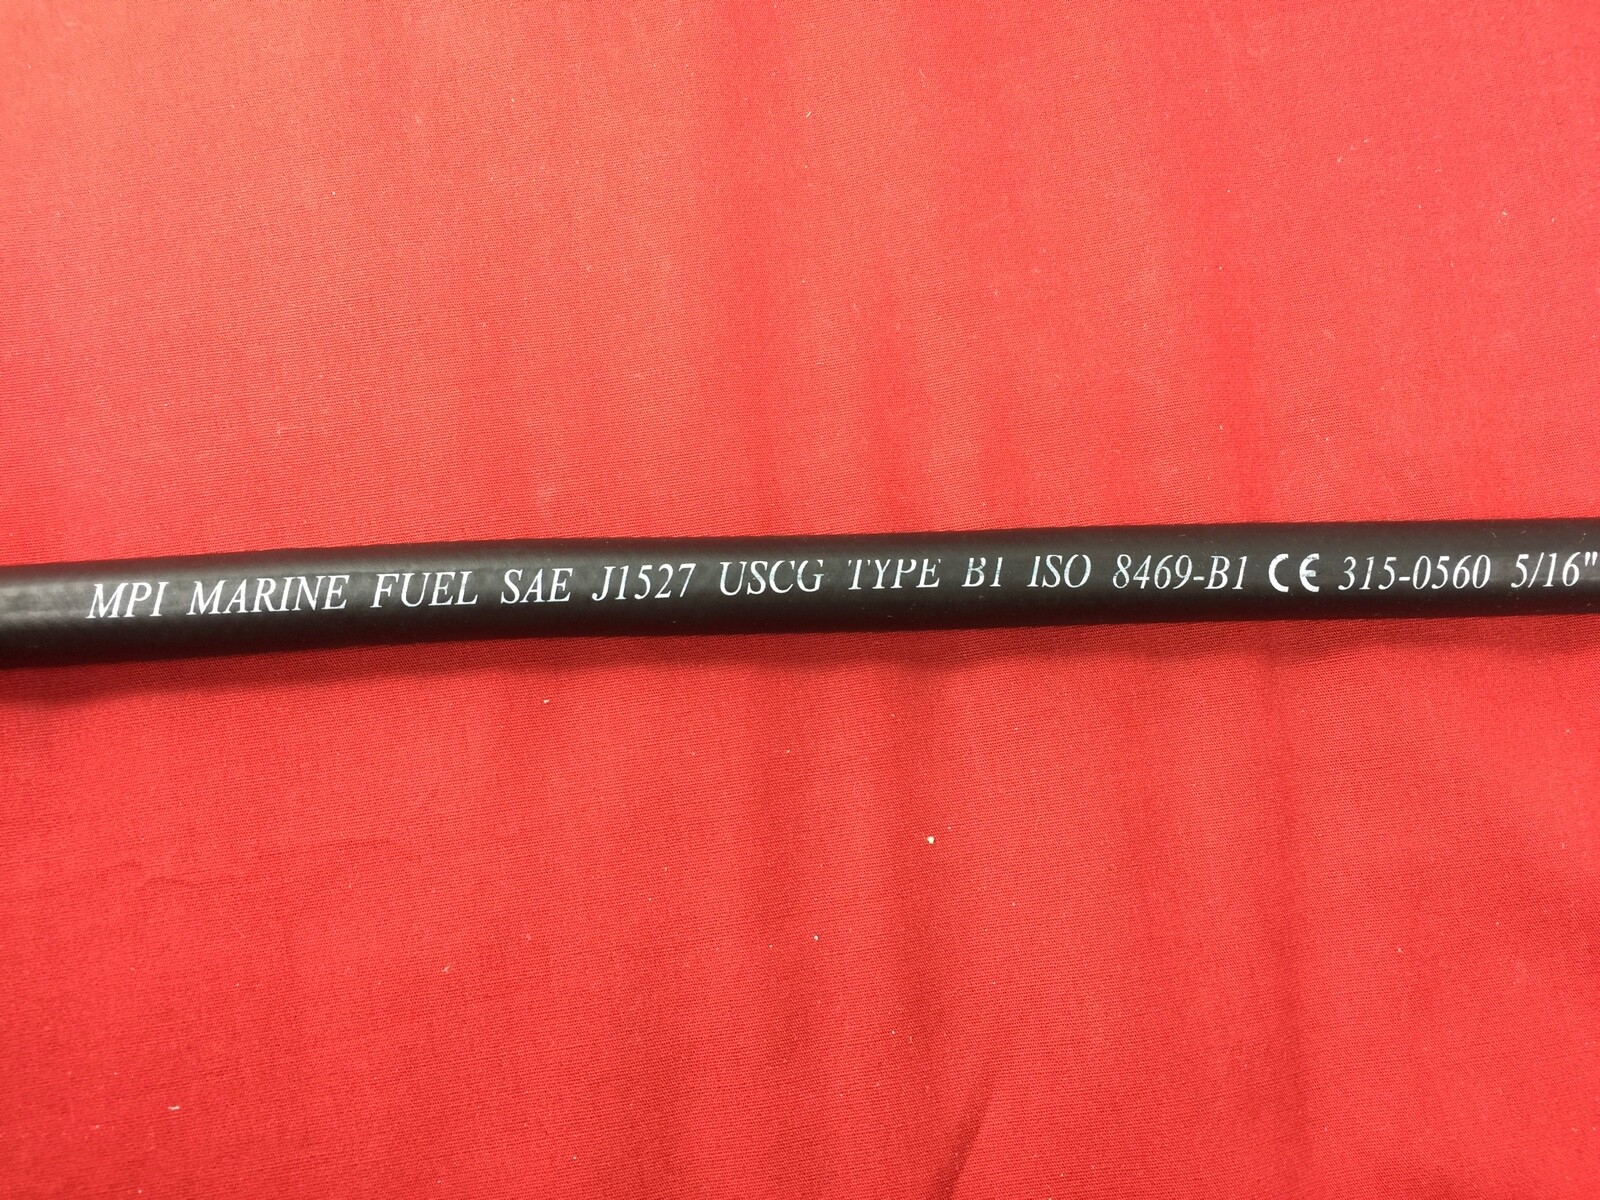 MPI MARINE FUEL SAE J1527 USCG TYPE B1 ISO 8469-B1 CE 315-0560 5/16"